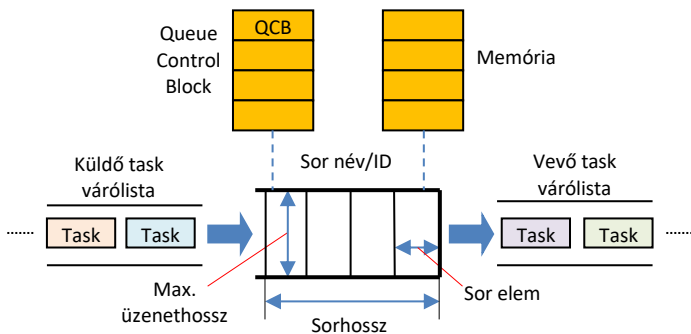 Queue
Control
Block
QCB
Memória
Küldő task
várólista
Sor név/ID
Vevő task
várólista
........ Task Task
Task Task ........
Max.
üzenethossz
Sor elem
Sorhossz